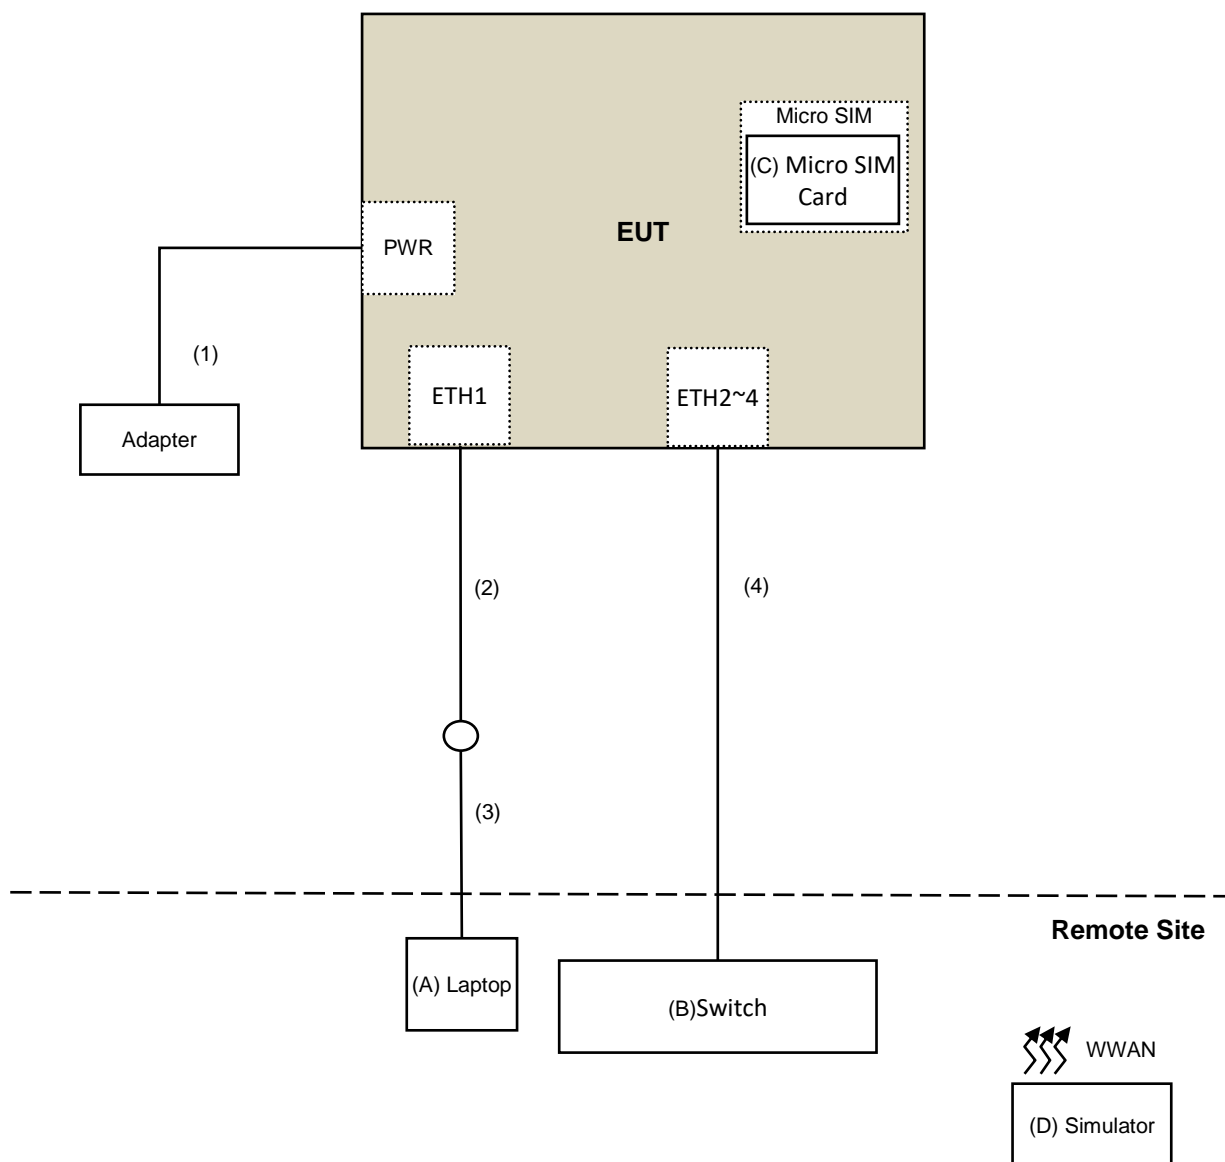 Micro SIM
(C) Micro SIM
Card
EUT
PWR
(1)
ETH1
ETH2~4
Adapter
(2)
(4)
(3)
Remote Site
(A) Laptop
(B)Switch
WWAN
(D) Simulator